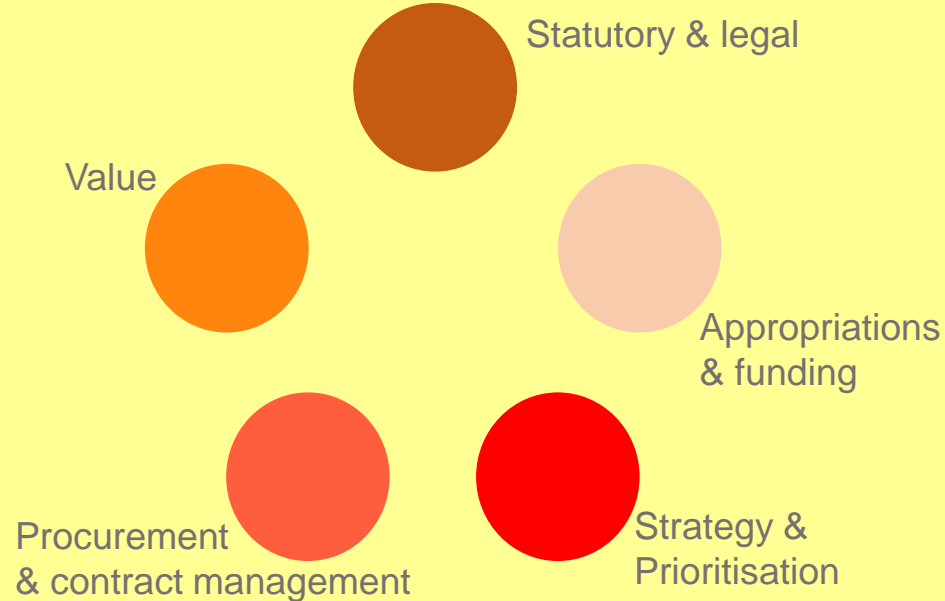 Statutory & legal
Value
Appropriations
& funding
Procurement
& contract management
Strategy &
Prioritisation